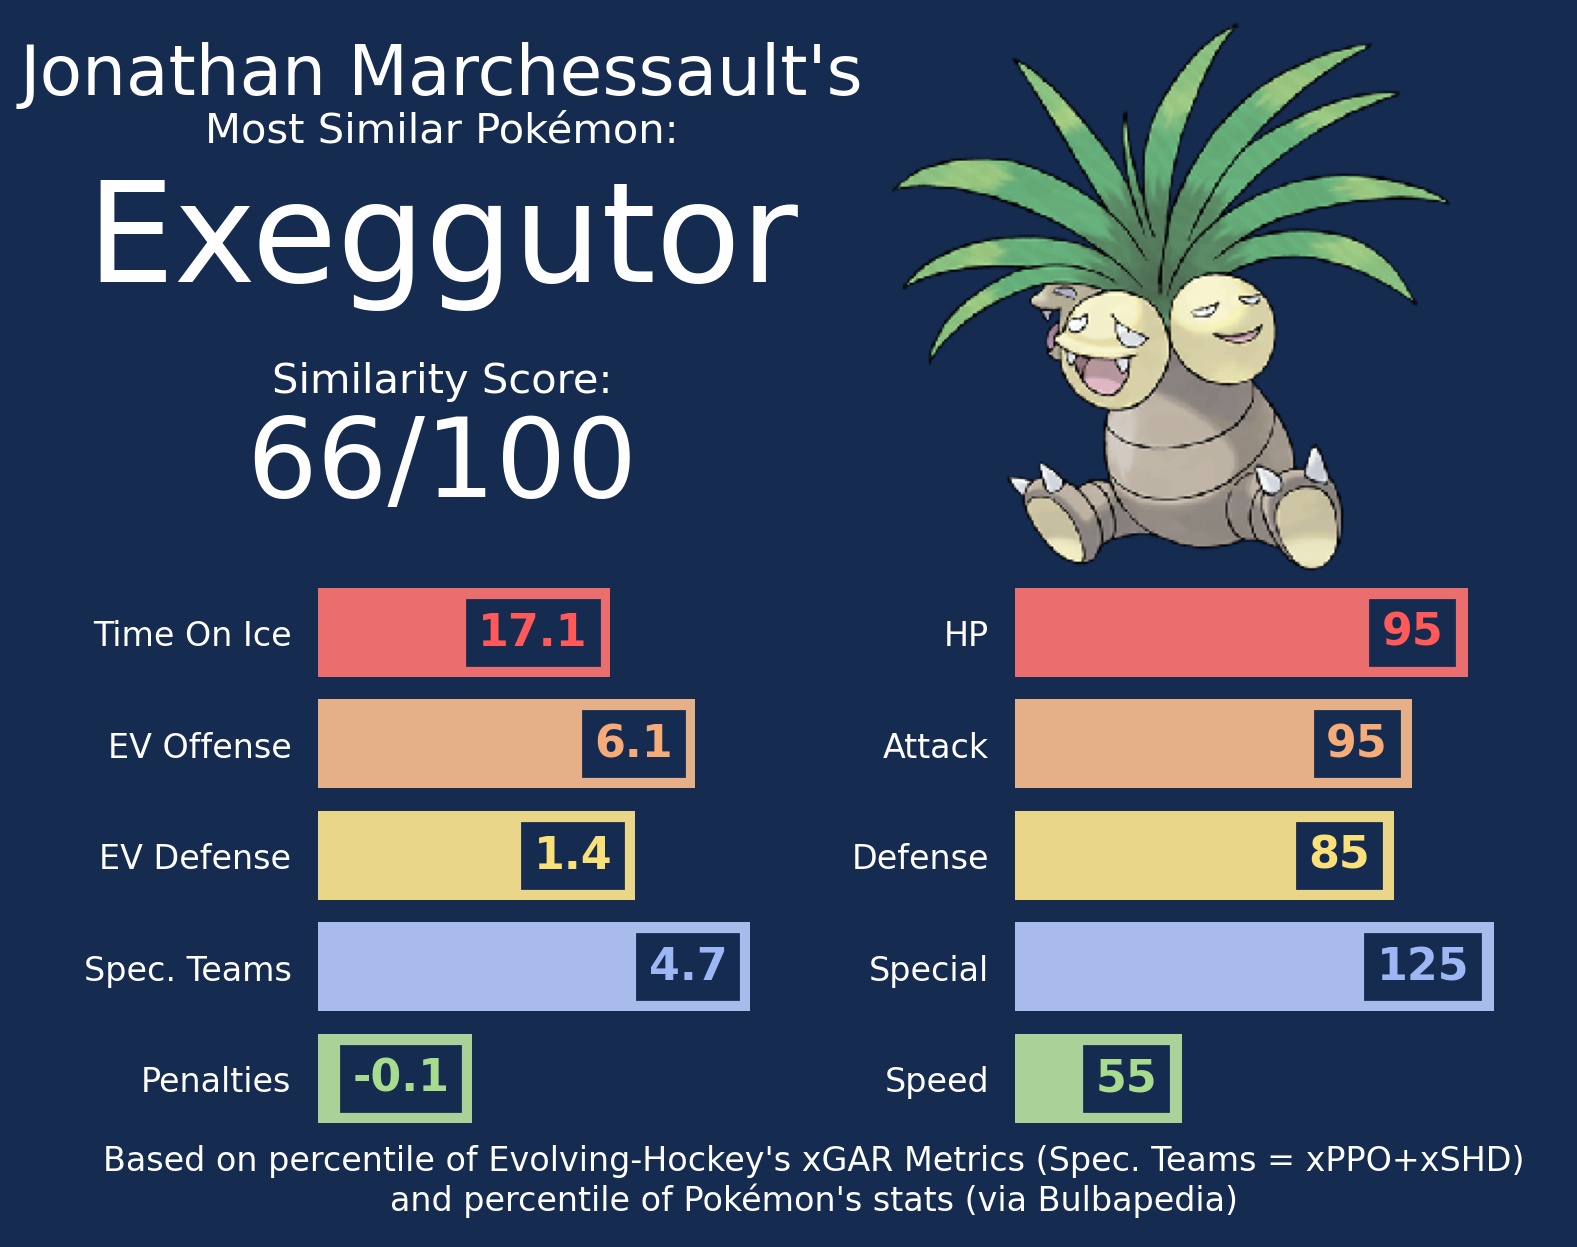 Jonathan Marchessault's
Most Similar Pokémon:
Exeggutor
Similarity Score:
66/100
Time On Ice 17.1
EV Offense 6.1
EV Defense 1.4
Spec. Teams 4.7
Penalties -0.1
HP 95
Attack 95
Defense 85
Special 125
Speed 55
Based on percentile of Evolving-Hockey's xGAR Metrics (Spec. Teams = xPPO+xSHD)
and percentile of Pokémon's stats (via Bulbapedia)